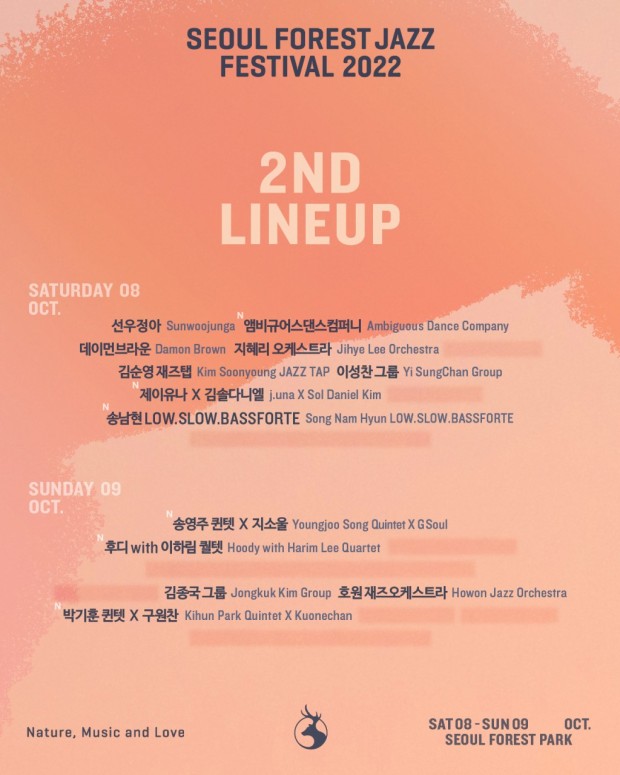 SEOUL FOREST JAZZ
FESTIVAL 2022
2ND
LINEUP
SATURDAY 08
OCT.
선우정아 Sunwoojunga N 앰비규어스댄스컴퍼니 Ambiguous Dance Company
데이먼브라운 Damon Brown 지혜리 오케스트라 Jihye Lee Orchestra
김순영 재즈탭 Kim Soonyoung JAZZ TAP 이성찬 그룹 Yi SungChan Group
N 제이유나 X 김솔다니엘 j.una X Sol Daniel Kim
N 송남현 LOW.SLOW.BASSFORTE Song Nam Hyun LOW.SLOW.BASSFORTE
SUNDAY 09
OCT.
N 송영주 퀸텟 X 지소울 Youngjoo Song Quintet X GSoul
N 후디 with 이하림 퀄텟 Hoody with Harim Lee Quartet
김종국 그룹 Jongkuk Kim Group 호원 재즈오케스트라 Howon Jazz Orchestra
N 박기훈 퀸텟 X 구원찬 Kihun Park Quintet X Kuonechan
Nature, Music and Love
SAT 08 - SUN 09 OCT.
SEOUL FOREST PARK